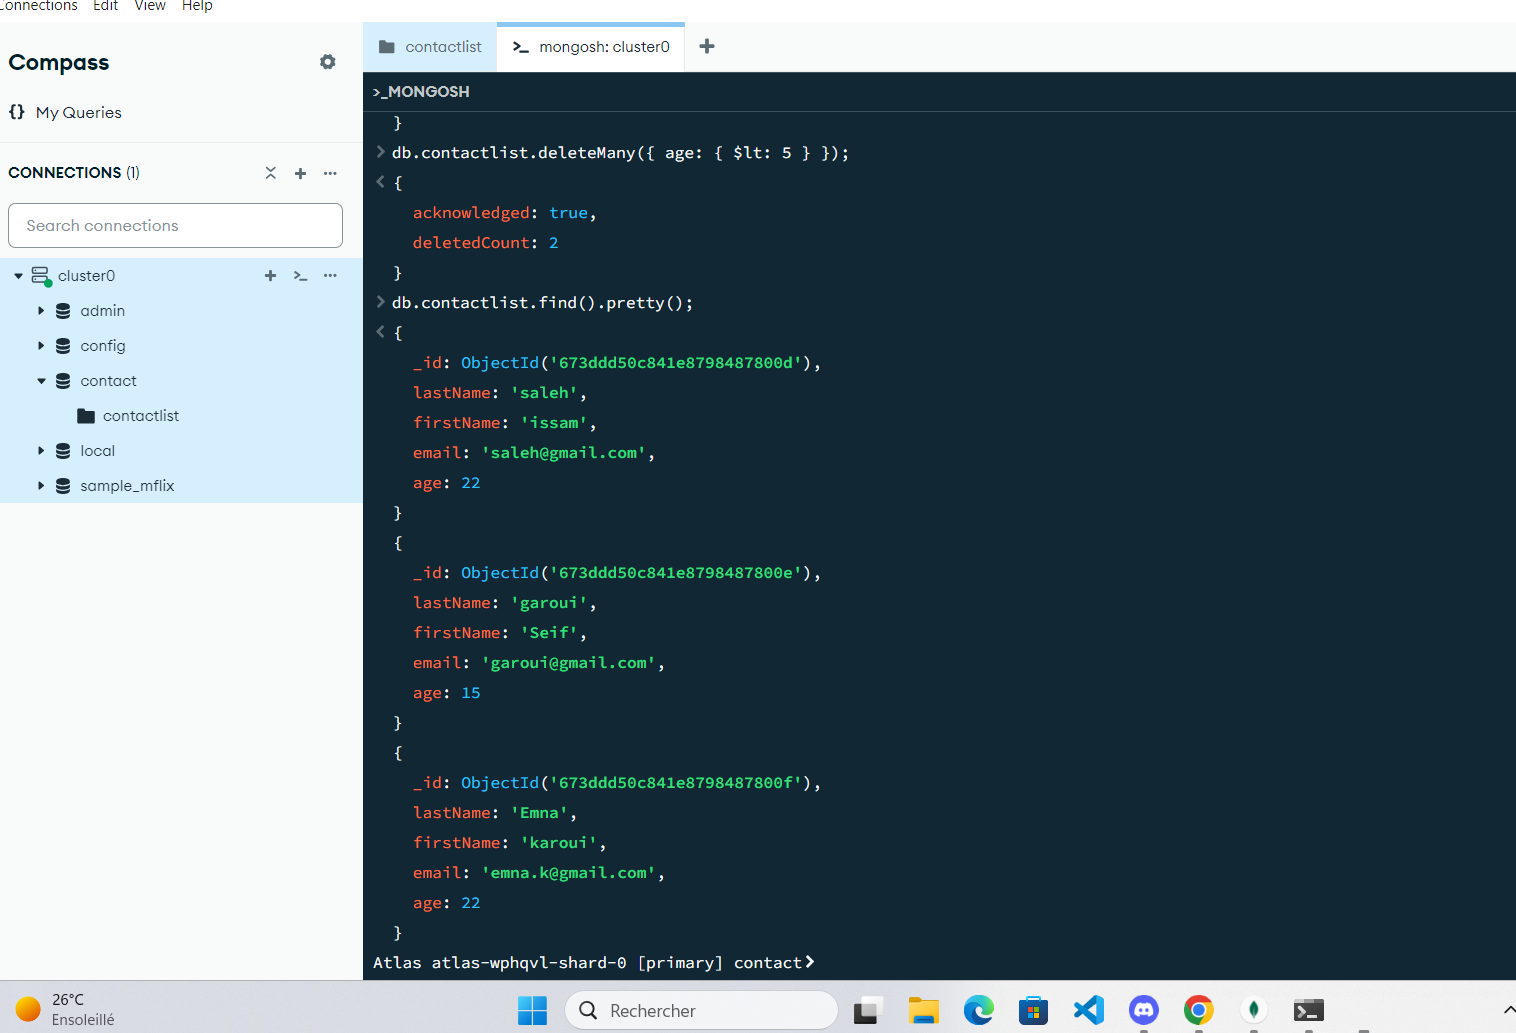 Connections Edit View Help
Compass
{} My Queries
CONNECTIONS (1)
Search connections
cluster0
admin
config
contact
contactlist
local
sample_mflix
contactlist
mongosh: cluster0
>_MONGOSH
}
> db.contactlist.deleteMany({ age: { $lt: 5 } });
< {
acknowledged: true,
deletedCount: 2
}
> db.contactlist.find().pretty();
< {
_id: ObjectId('673ddd50c841e8798487800d'),
lastName: 'saleh',
firstName: 'issam',
email: 'saleh@gmail.com',
age: 22
}
{
_id: ObjectId('673ddd50c841e8798487800e'),
lastName: 'garoui',
firstName: 'Seif',
email: 'garoui@gmail.com',
age: 15
}
{
_id: ObjectId('673ddd50c841e8798487800f'),
lastName: 'Emna',
firstName: 'karoui',
email: 'emna.k@gmail.com',
age: 22
}
Atlas atlas-wphqvl-shard-0 [primary] contact>
26°C
Ensoleillé
Rechercher